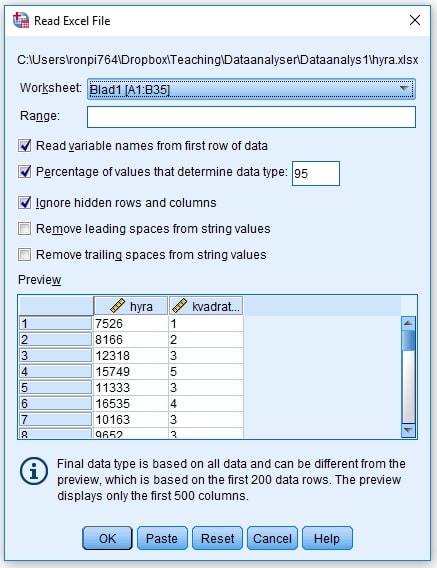 Read Excel File
C:\Users\ronpi764\Dropbox\Teaching\Dataanalyser\Dataanalys1\hyra.xlsx
Worksheet: Blad1 [A1:B35]
Range:
Read variable names from first row of data
Percentage of values that determine data type: 95
Ignore hidden rows and columns
Remove leading spaces from string values
Remove trailing spaces from string values
Preview
hyra kvadrat...
1 7526 1
2 8166 2
3 12318 3
4 15749 5
5 11333 3
6 16535 4
7 10163 3
8 9652 3
Final data type is based on all data and can be different from the
preview, which is based on the first 200 data rows. The preview
displays only the first 500 columns.
OK Paste Reset Cancel Help